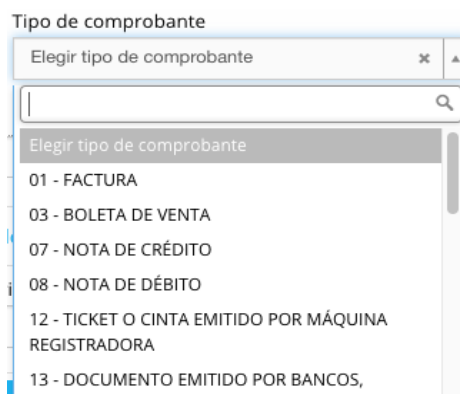 Tipo de comprobante
Elegir tipo de comprobante
Elegir tipo de comprobante
01 - FACTURA
03 - BOLETA DE VENTA
07 - NOTA DE CRÉDITO
08 - NOTA DE DÉBITO
12 - TICKET O CINTA EMITIDO POR MÁQUINA
REGISTRADORA
13 - DOCUMENTO EMITIDO POR BANCOS,